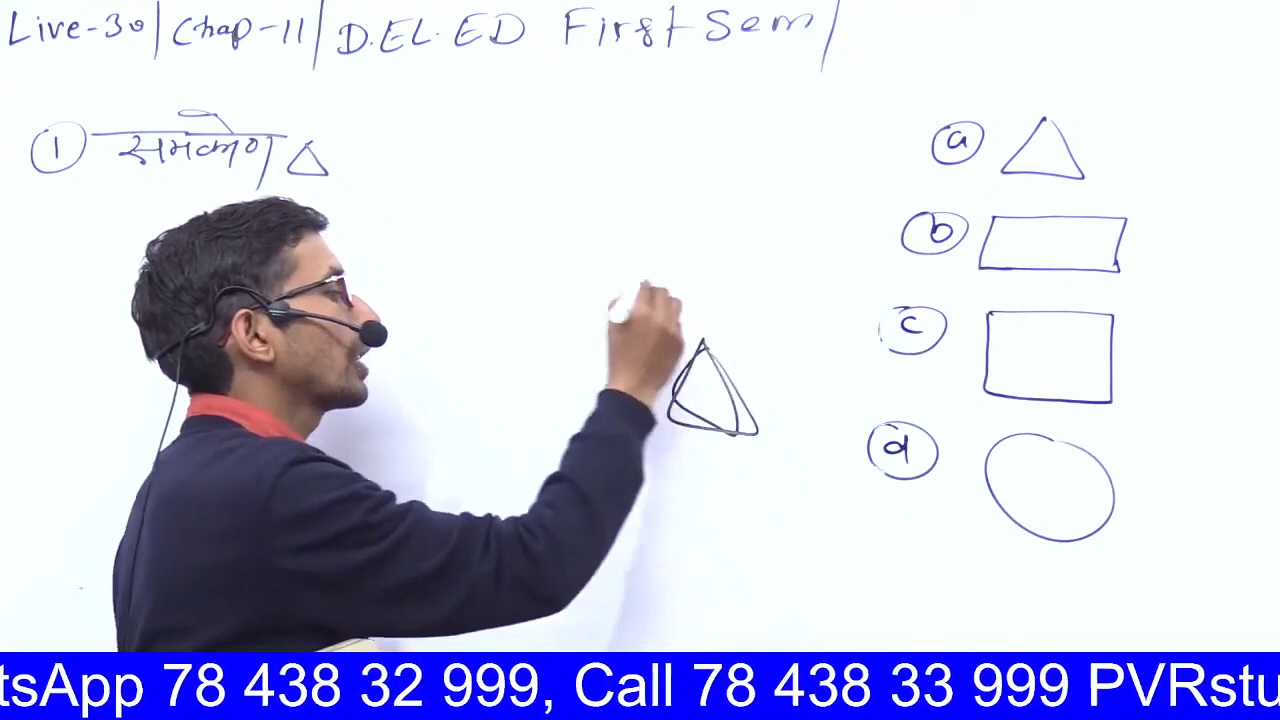 Live-30/Chap-11/D.EL.ED First Sem/
① समकोण △
ⓐ
ⓑ
ⓒ
ⓓ
tsApp 78 438 32 999, Call 78 438 33 999 PVRstu